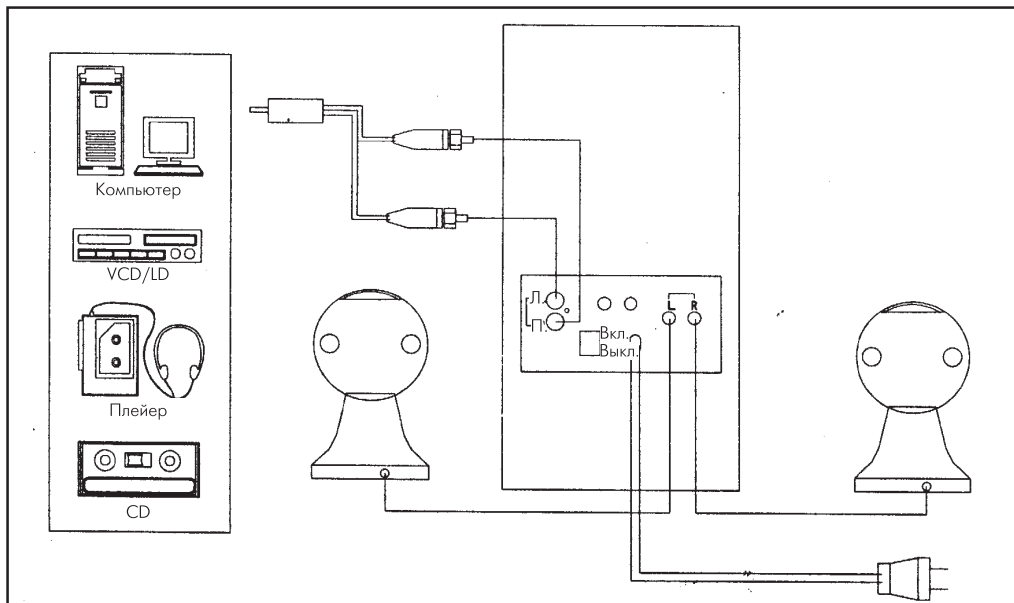 Компьютер
VCD/LD
Плейер
CD
Л.
П.
L R
Вкл.
Выкл.